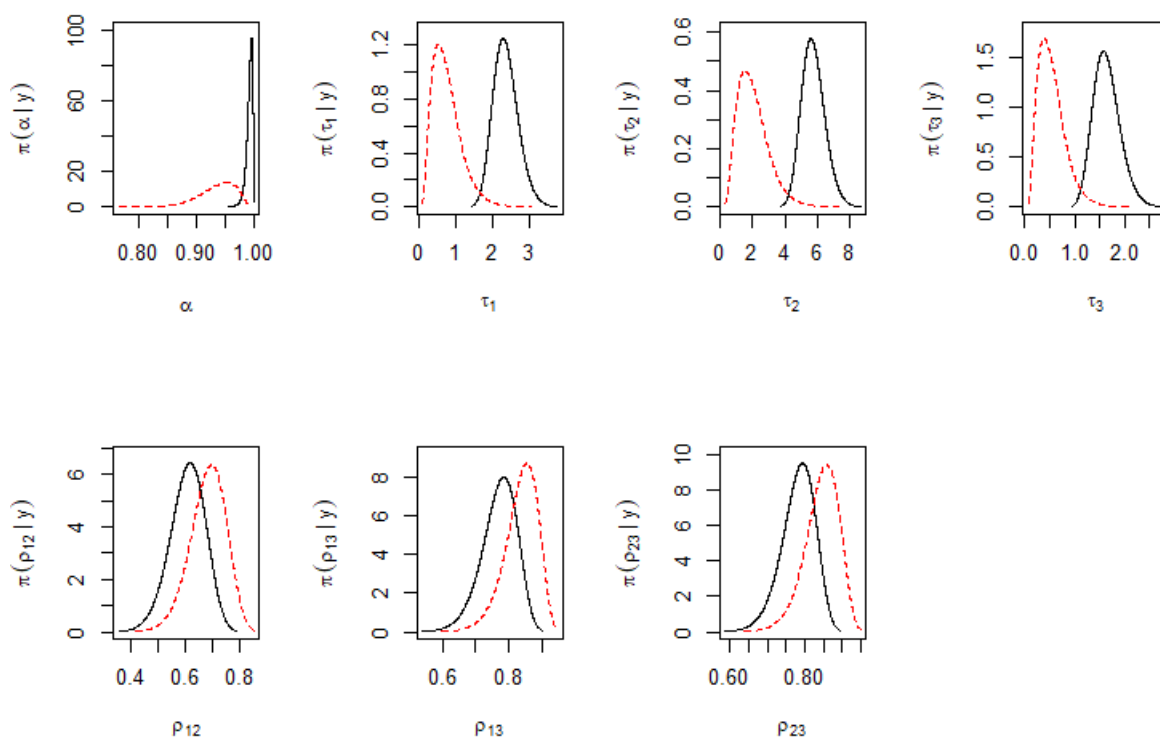 π(α | y)
0 20 60 100
0.80 0.90 1.00
α
π(τ₁ | y)
0.0 0.4 0.8 1.2
0 1 2 3
τ₁
π(τ₂ | y)
0.0 0.2 0.4 0.6
0 2 4 6 8
τ₂
π(τ₃ | y)
0.0 0.5 1.0 1.5
0.0 1.0 2.0
τ₃
π(ρ₁₂ | y)
0 2 4 6
0.4 0.6 0.8
ρ₁₂
π(ρ₁₃ | y)
0 2 4 6 8
0.6 0.8
ρ₁₃
π(ρ₂₃ | y)
0 2 4 6 8 10
0.60 0.80
ρ₂₃